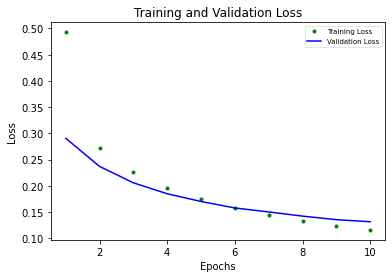 Training and Validation Loss
Training Loss
Validation Loss
0.50
0.45
0.40
0.35
0.30
0.25
0.20
0.15
0.10
Loss
2
4
6
8
10
Epochs